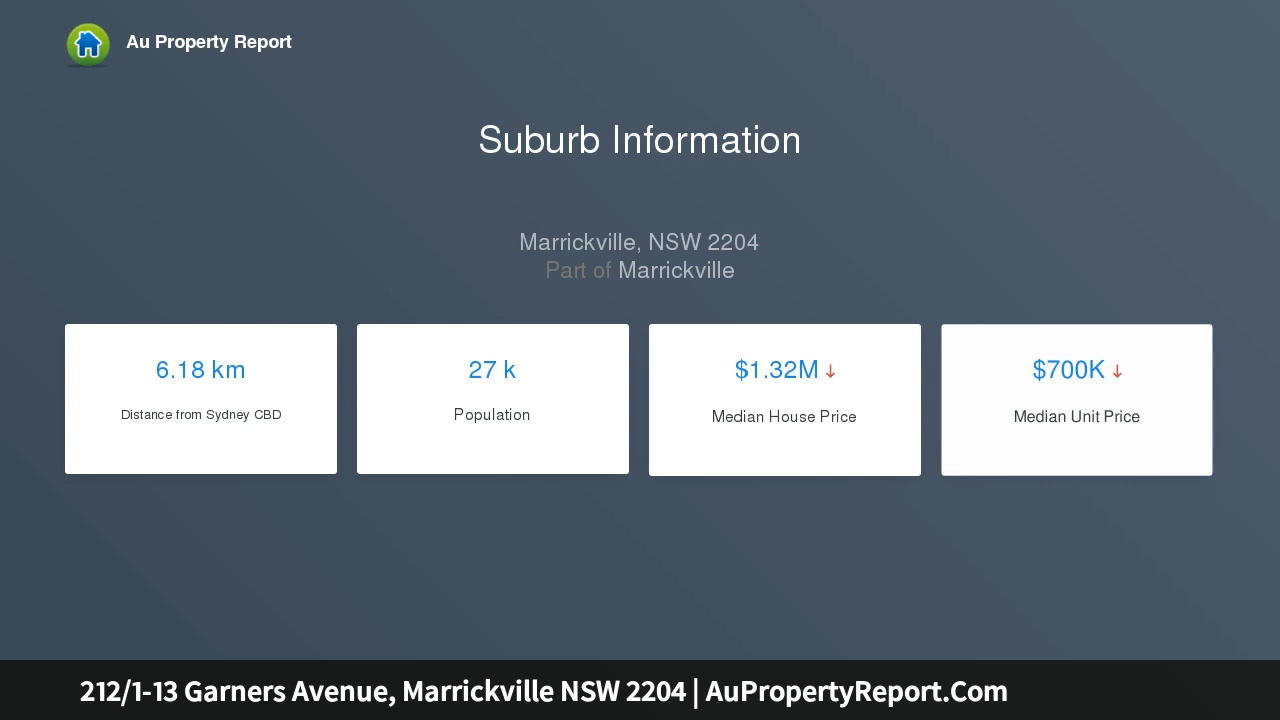 Au Property Report
Suburb Information
Marrickville, NSW 2204
Part of Marrickville
6.18 km
Distance from Sydney CBD
27 k
Population
$1.32M ↓
Median House Price
$700K ↓
Median Unit Price
212/1-13 Garners Avenue, Marrickville NSW 2204 | AuPropertyReport.Com